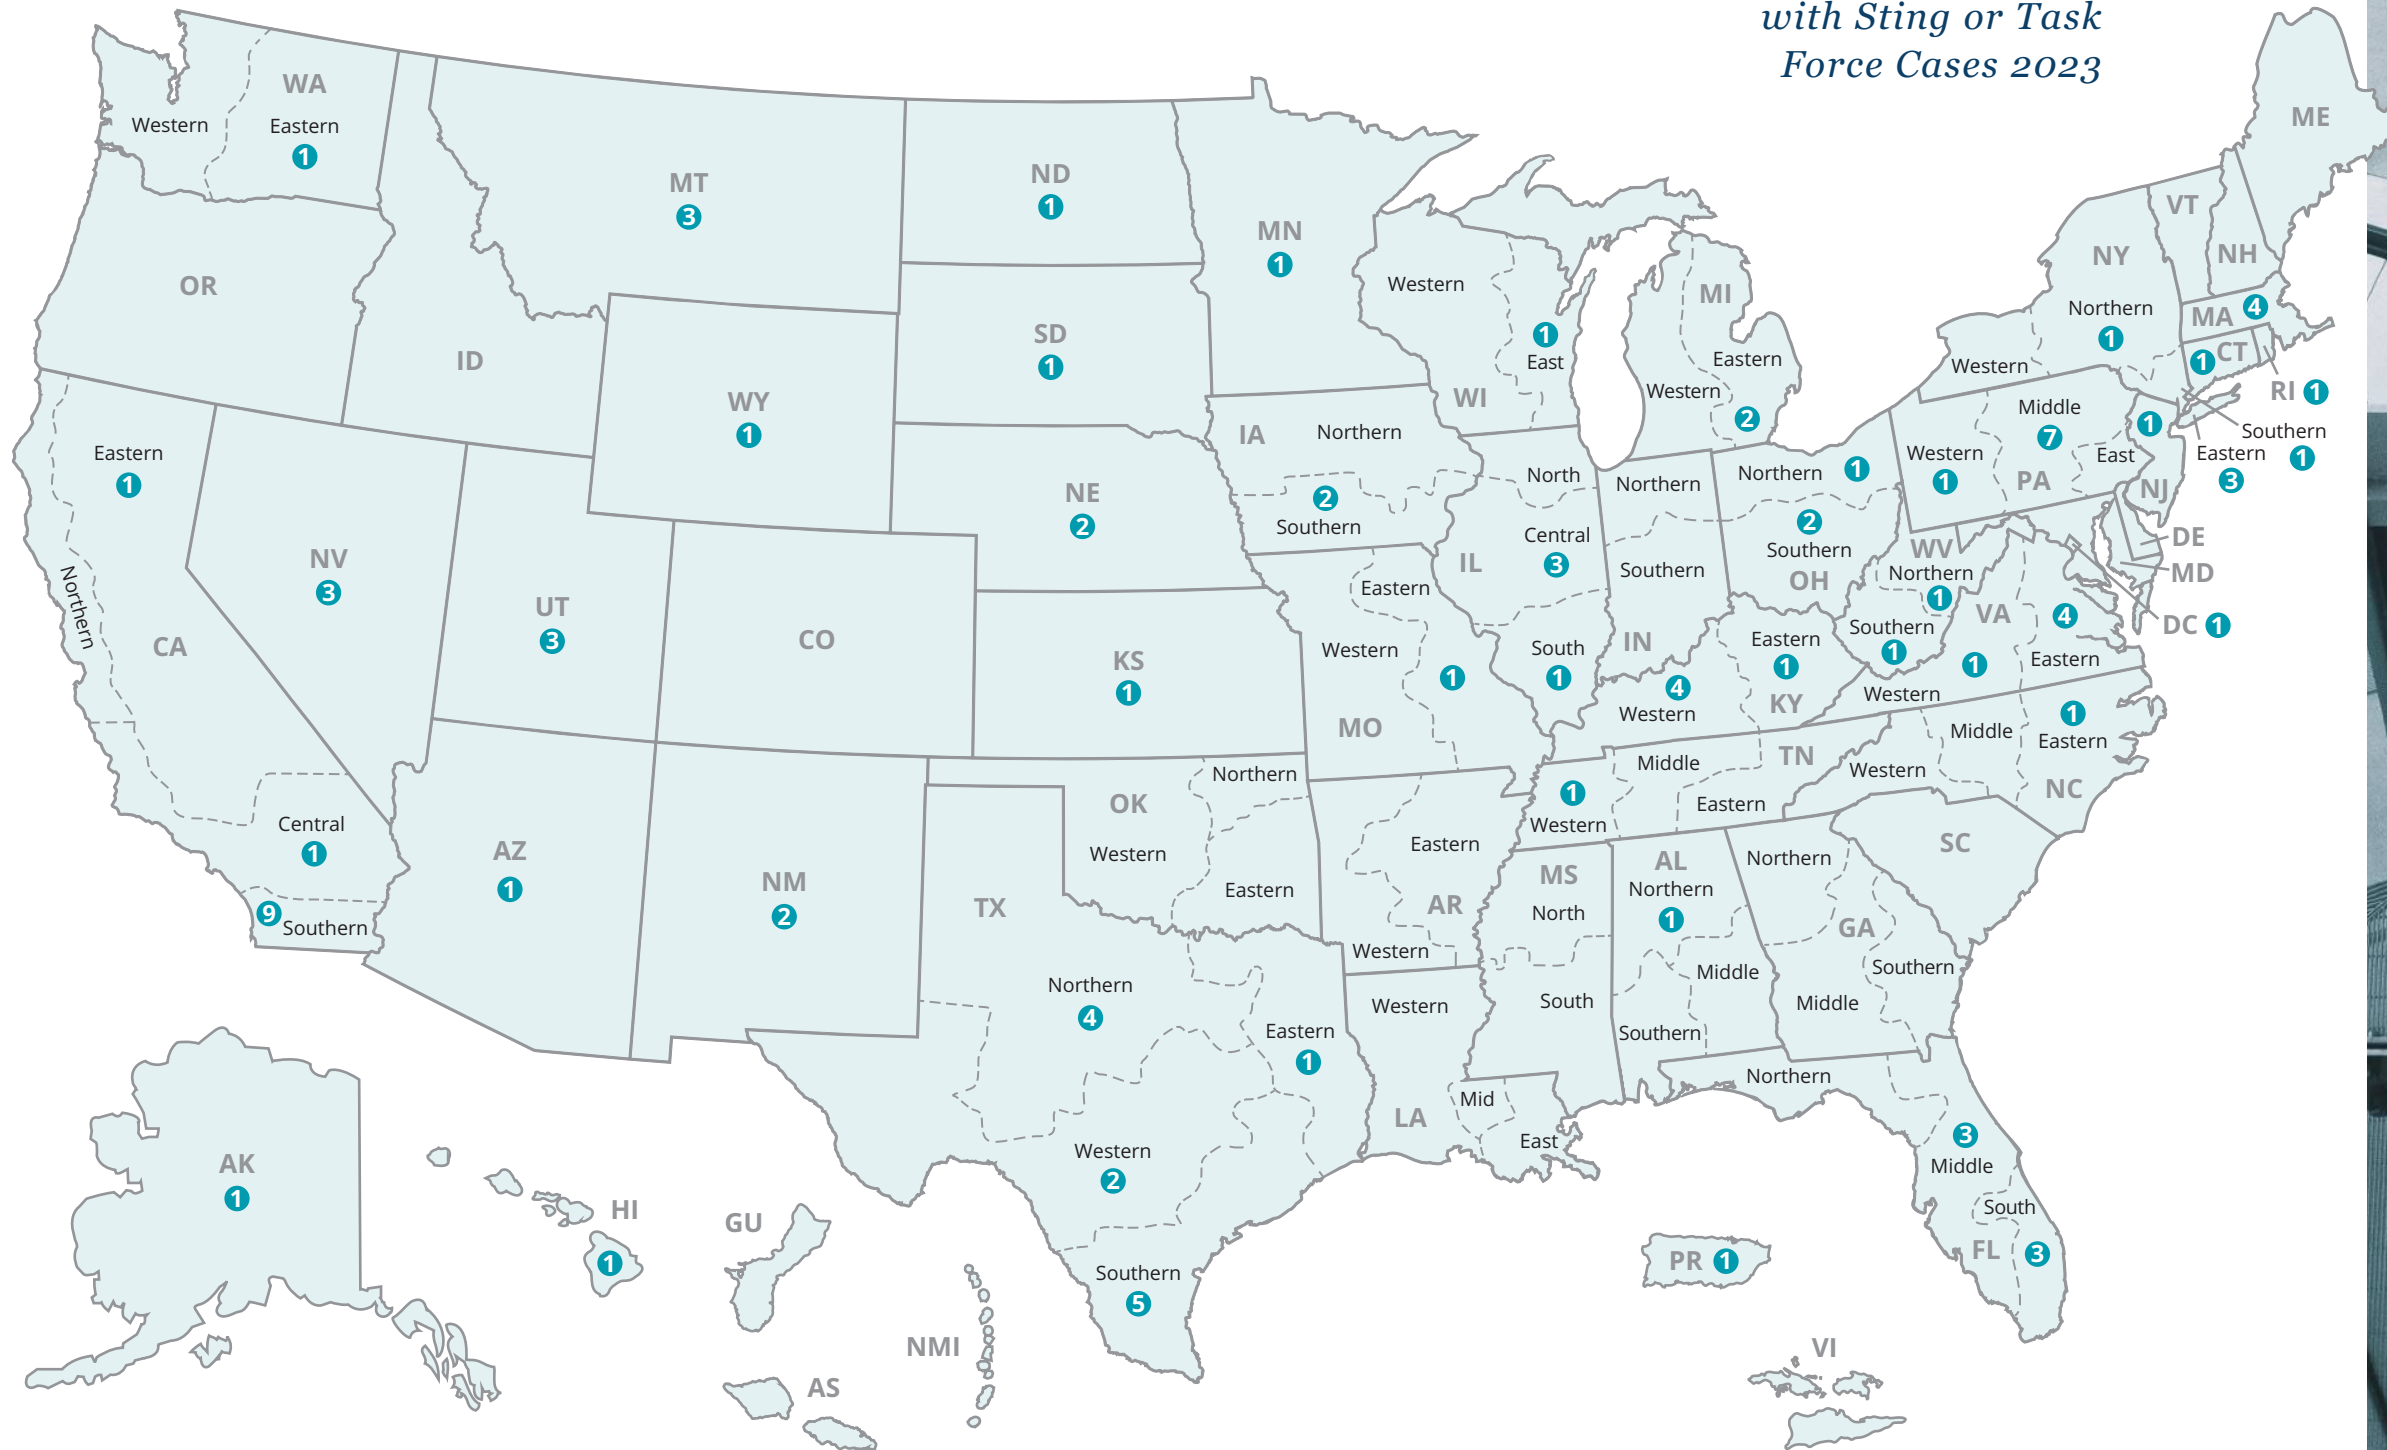 with Sting or Task
Force Cases 2023
WA
Western
Eastern
1
OR
ID
MT
3
ND
1
MN
1
SD
1
WY
1
NE
2
CA
Eastern
1
Northern
Central
1
9
Southern
NV
3
UT
3
CO
KS
1
AZ
1
NM
2
OK
Northern
Western
Eastern
TX
Northern
4
Eastern
1
Western
2
Southern
5
WI
Western
1
East
MI
Eastern
Western
2
IA
Northern
2
Southern
IL
North
Central
3
South
1
MO
Eastern
Western
1
AR
Eastern
Western
LA
Western
Mid
East
MS
North
South
AL
Northern
1
Middle
Southern
IN
Northern
Southern
OH
Northern
1
2
Southern
KY
Eastern
1
4
Western
TN
1
Western
Middle
Eastern
GA
Northern
Middle
Southern
FL
Northern
3
Middle
South
3
SC
NC
Western
Middle
1
Eastern
VA
4
Eastern
1
Western
WV
Northern
1
Southern
1
PA
Western
1
Middle
7
East
NY
Northern
1
Western
Southern
1
Eastern
3
VT
NH
ME
MA 4
1 CT
RI 1
1
NJ
DE
MD
DC 1
AK
1
HI
1
GU
NMI
AS
PR 1
VI